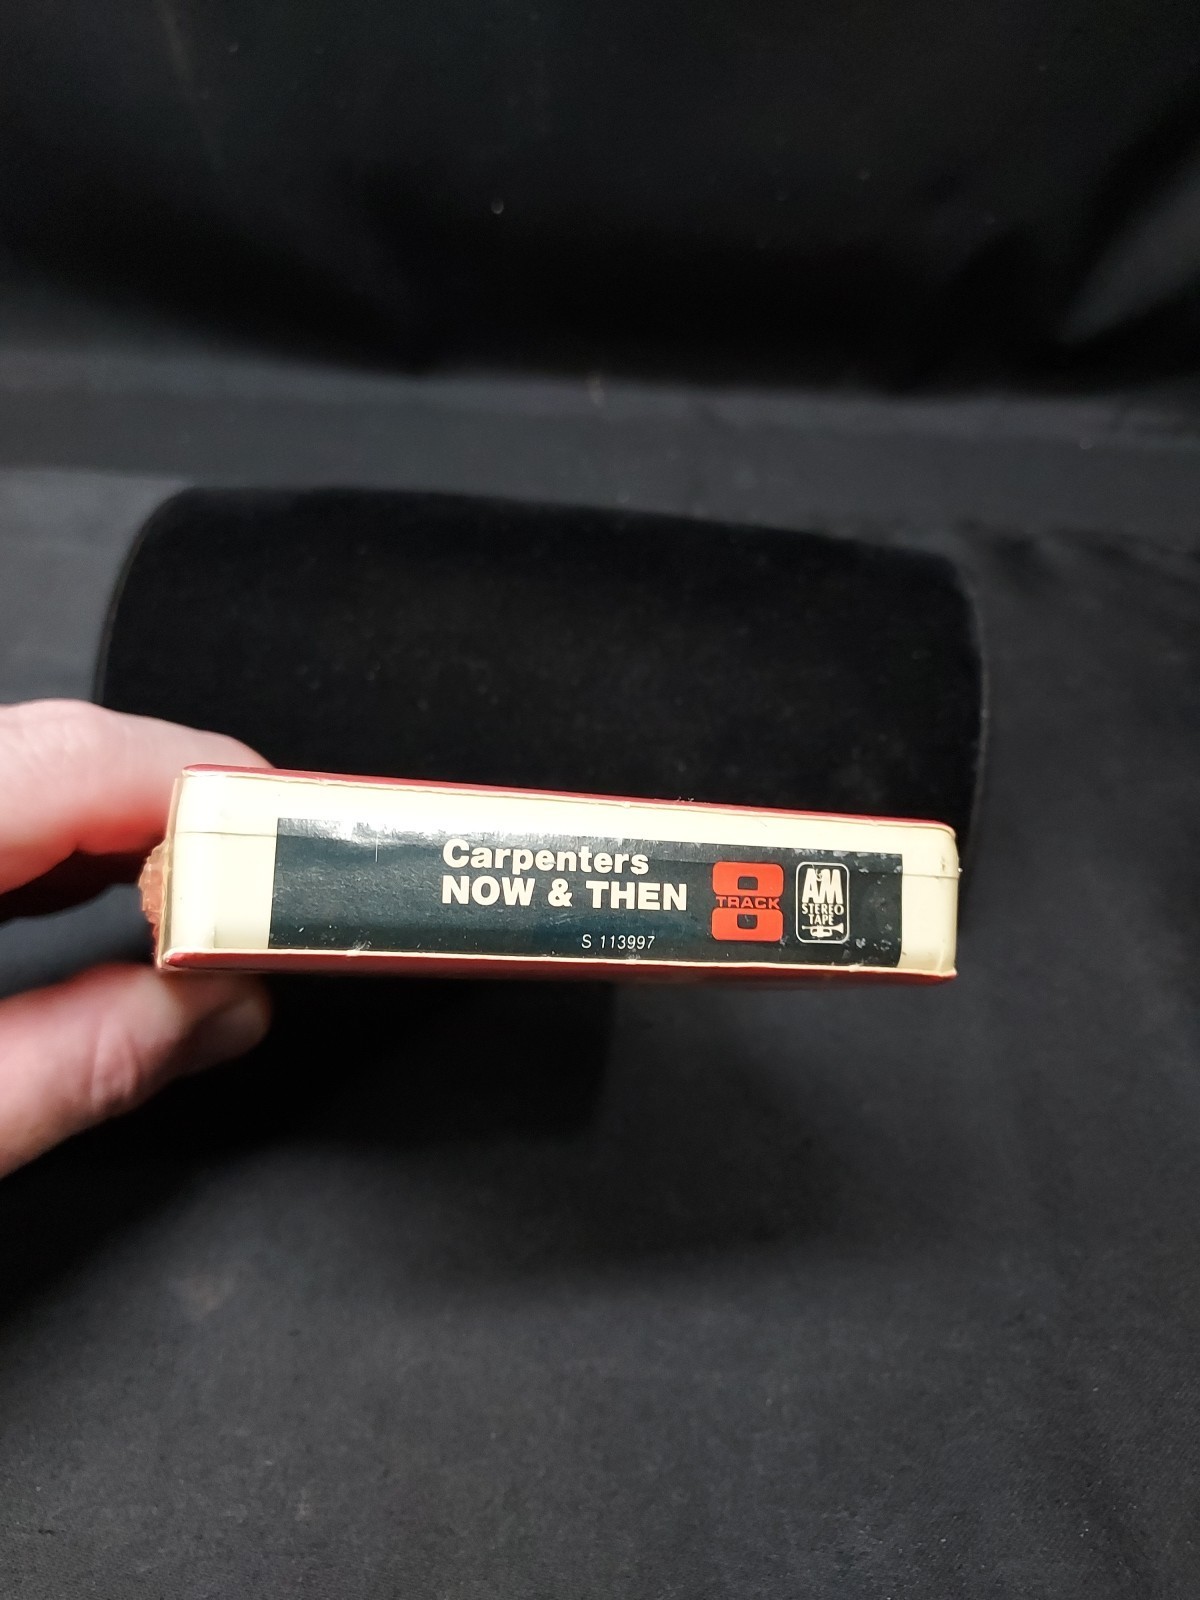 Carpenters
NOW & THEN
S 113997
8
TRACK
A&M
STEREO
TAPE